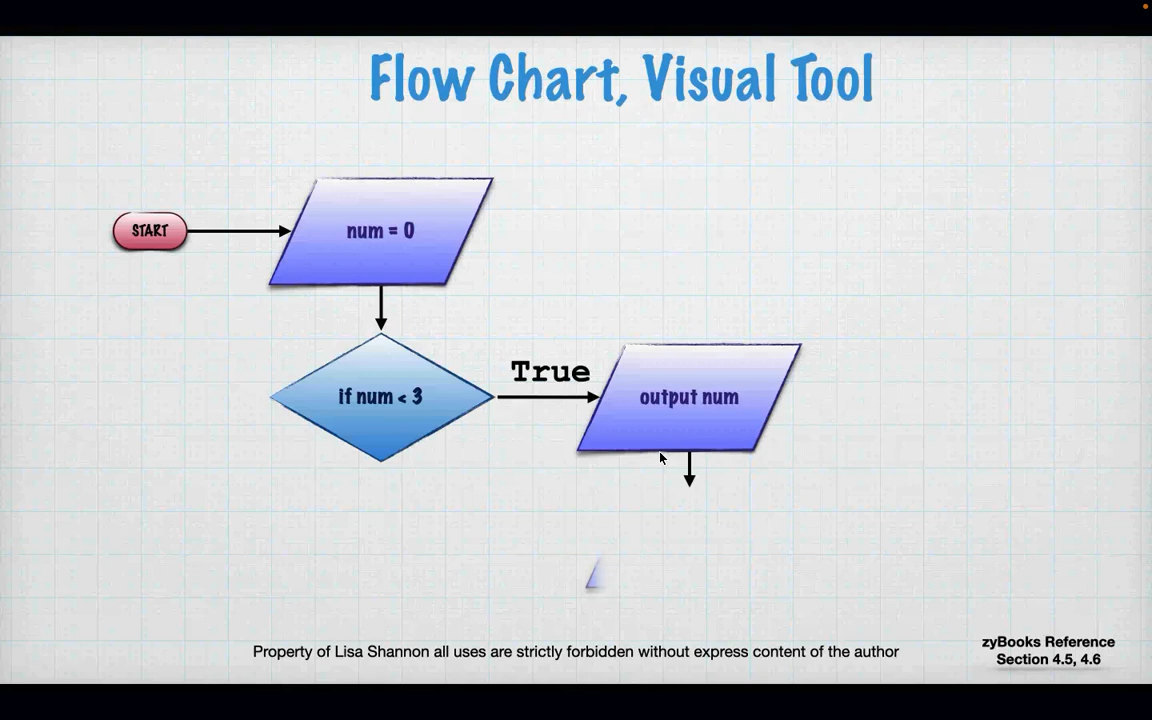 Flow Chart, Visual Tool
START
num = 0
if num < 3
True
output num
Property of Lisa Shannon all uses are strictly forbidden without express content of the author
zyBooks Reference
Section 4.5, 4.6